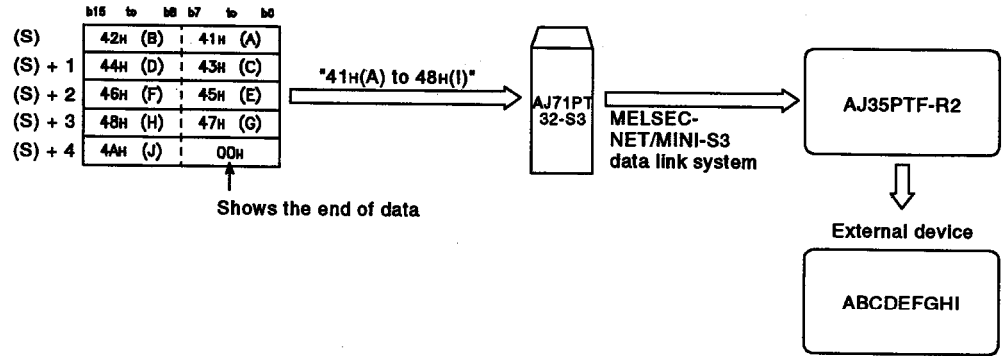 b15 to b8 b7 to b0
(S) 42H (B) 41H (A)
(S) + 1 44H (D) 43H (C)
(S) + 2 46H (F) 45H (E)
(S) + 3 48H (H) 47H (G)
(S) + 4 4AH (J) 00H
Shows the end of data
"41H(A) to 48H(I)"
AJ71PT
32-S3
MELSEC-
NET/MINI-S3
data link system
AJ35PTF-R2
External device
ABCDEFGHI